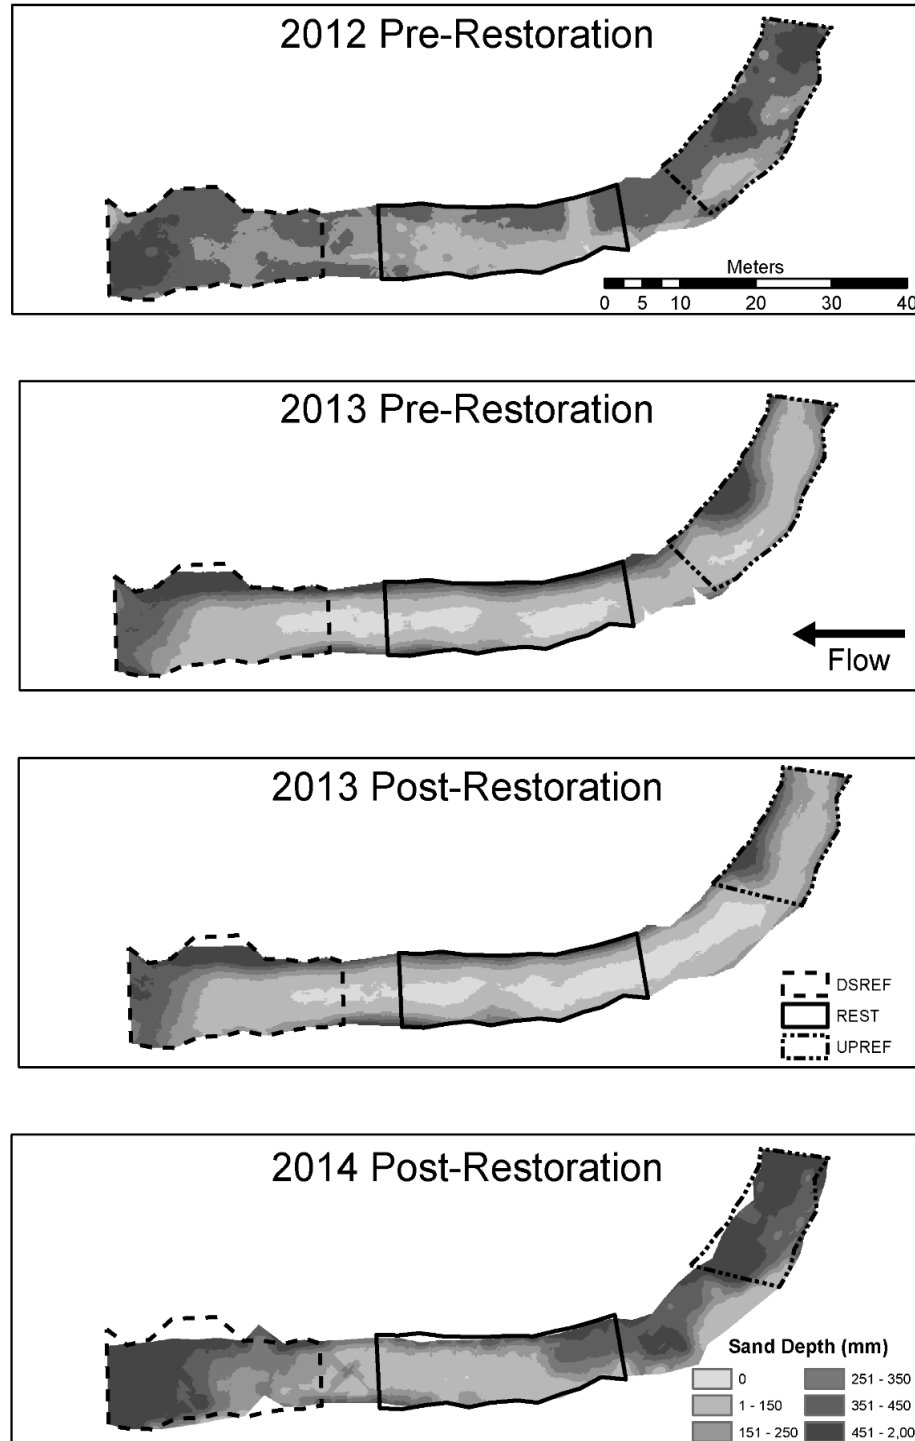 2012 Pre-Restoration
Meters
0 5 10 20 30 40
2013 Pre-Restoration
Flow
2013 Post-Restoration
DSREF
REST
UPREF
2014 Post-Restoration
Sand Depth (mm)
0 251 - 350
1 - 150 351 - 450
151 - 250 451 - 2,00